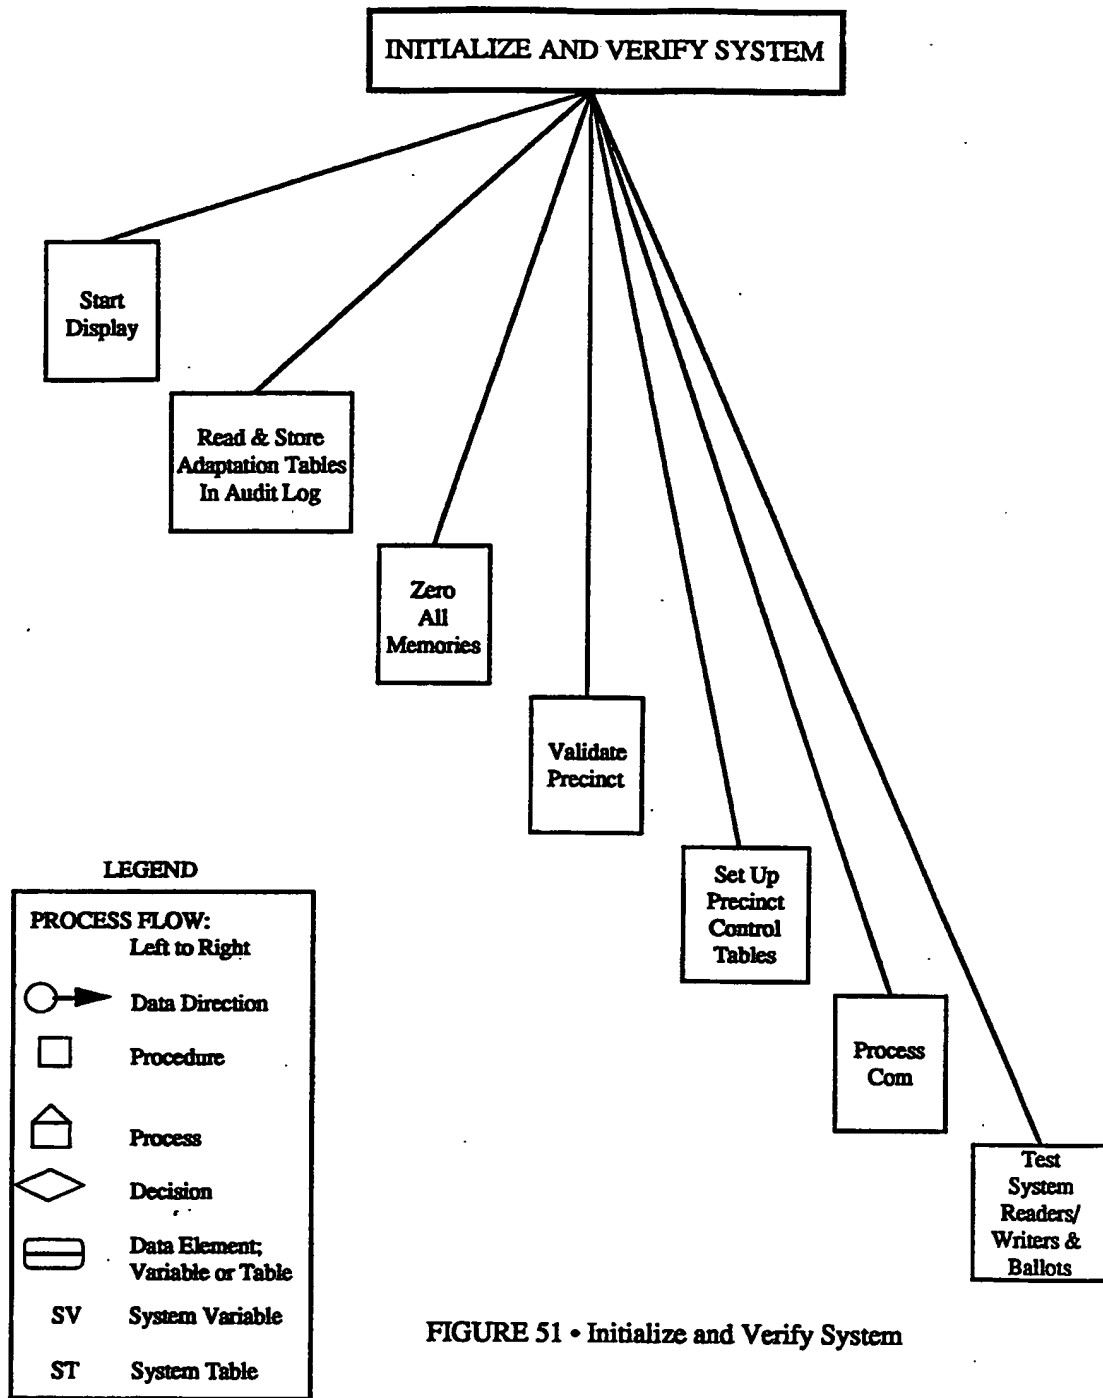 INITIALIZE AND VERIFY SYSTEM
Start
Display
Read & Store
Adaptation Tables
In Audit Log
Zero
All
Memories
Validate
Precinct
Set Up
Precinct
Control
Tables
Process
Com
Test
System
Readers/
Writers &
Ballots
LEGEND
PROCESS FLOW:
Left to Right
Data Direction
Procedure
Process
Decision
Data Element;
Variable or Table
SV System Variable
ST System Table
FIGURE 51 • Initialize and Verify System